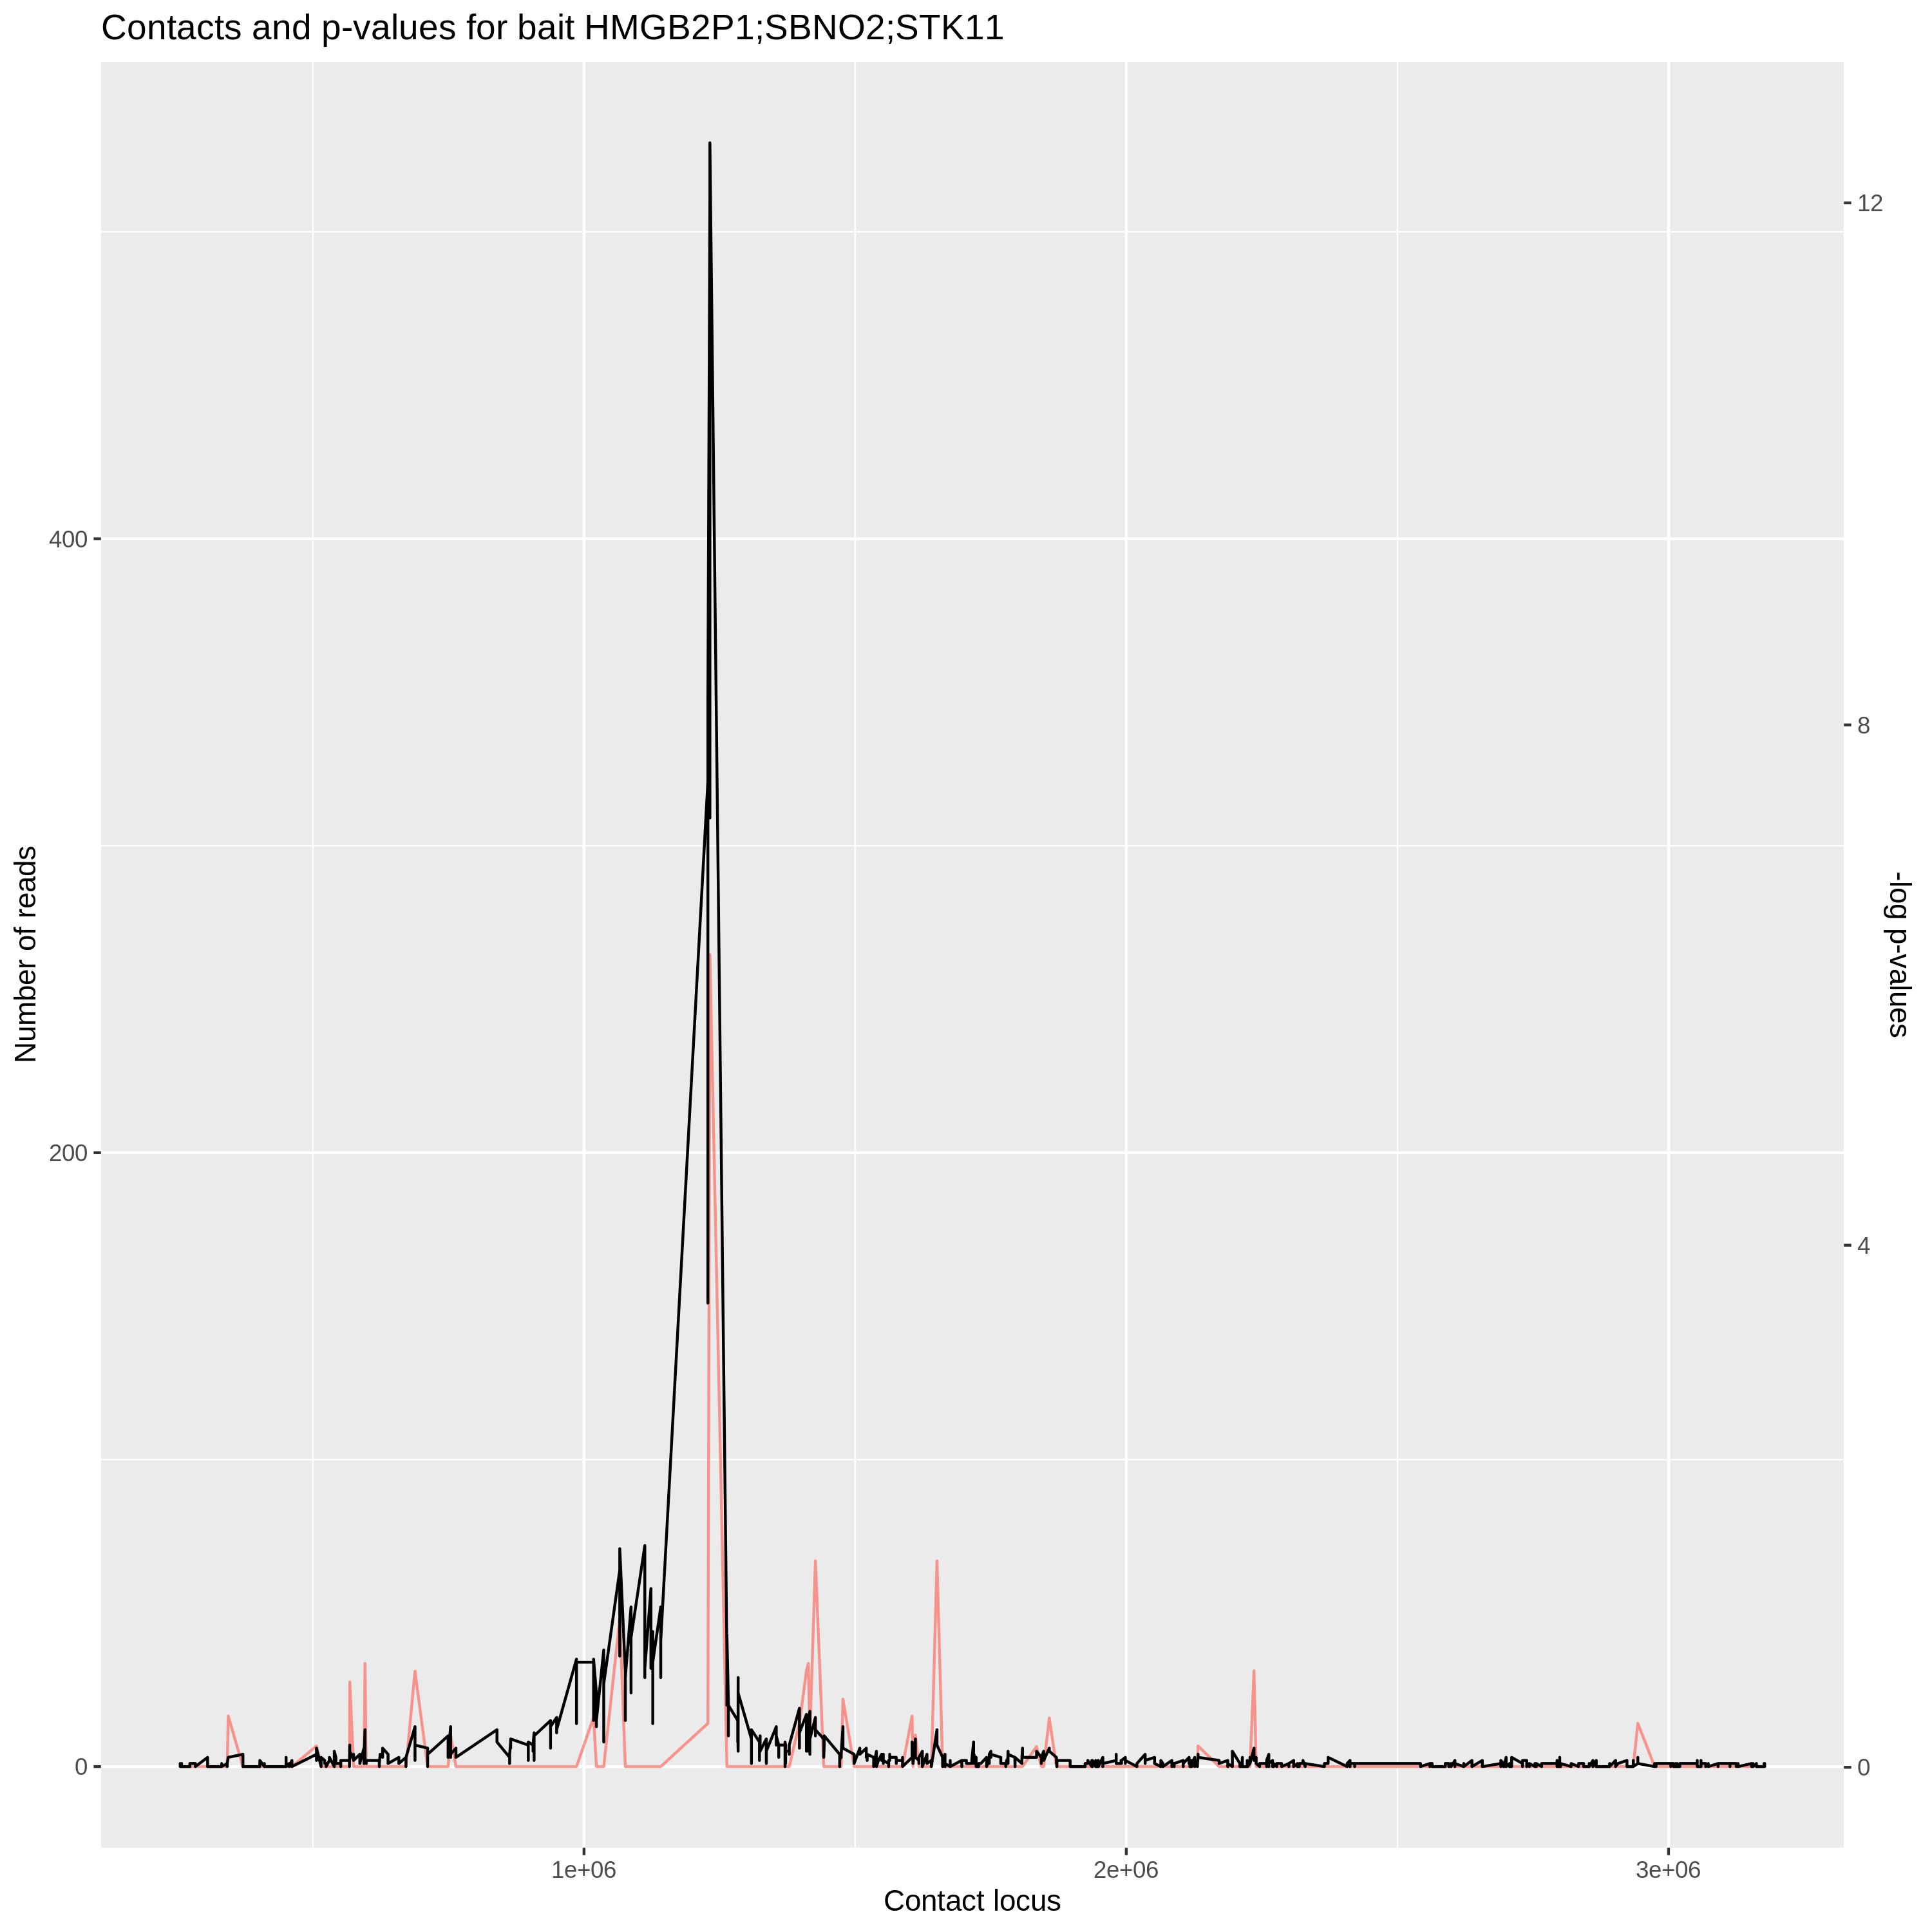 Contacts and p-values for bait HMGB2P1;SBNO2;STK11
12
400
8
Number of reads
-log p-values
4
200
0
0
1e+06
2e+06
3e+06
Contact locus